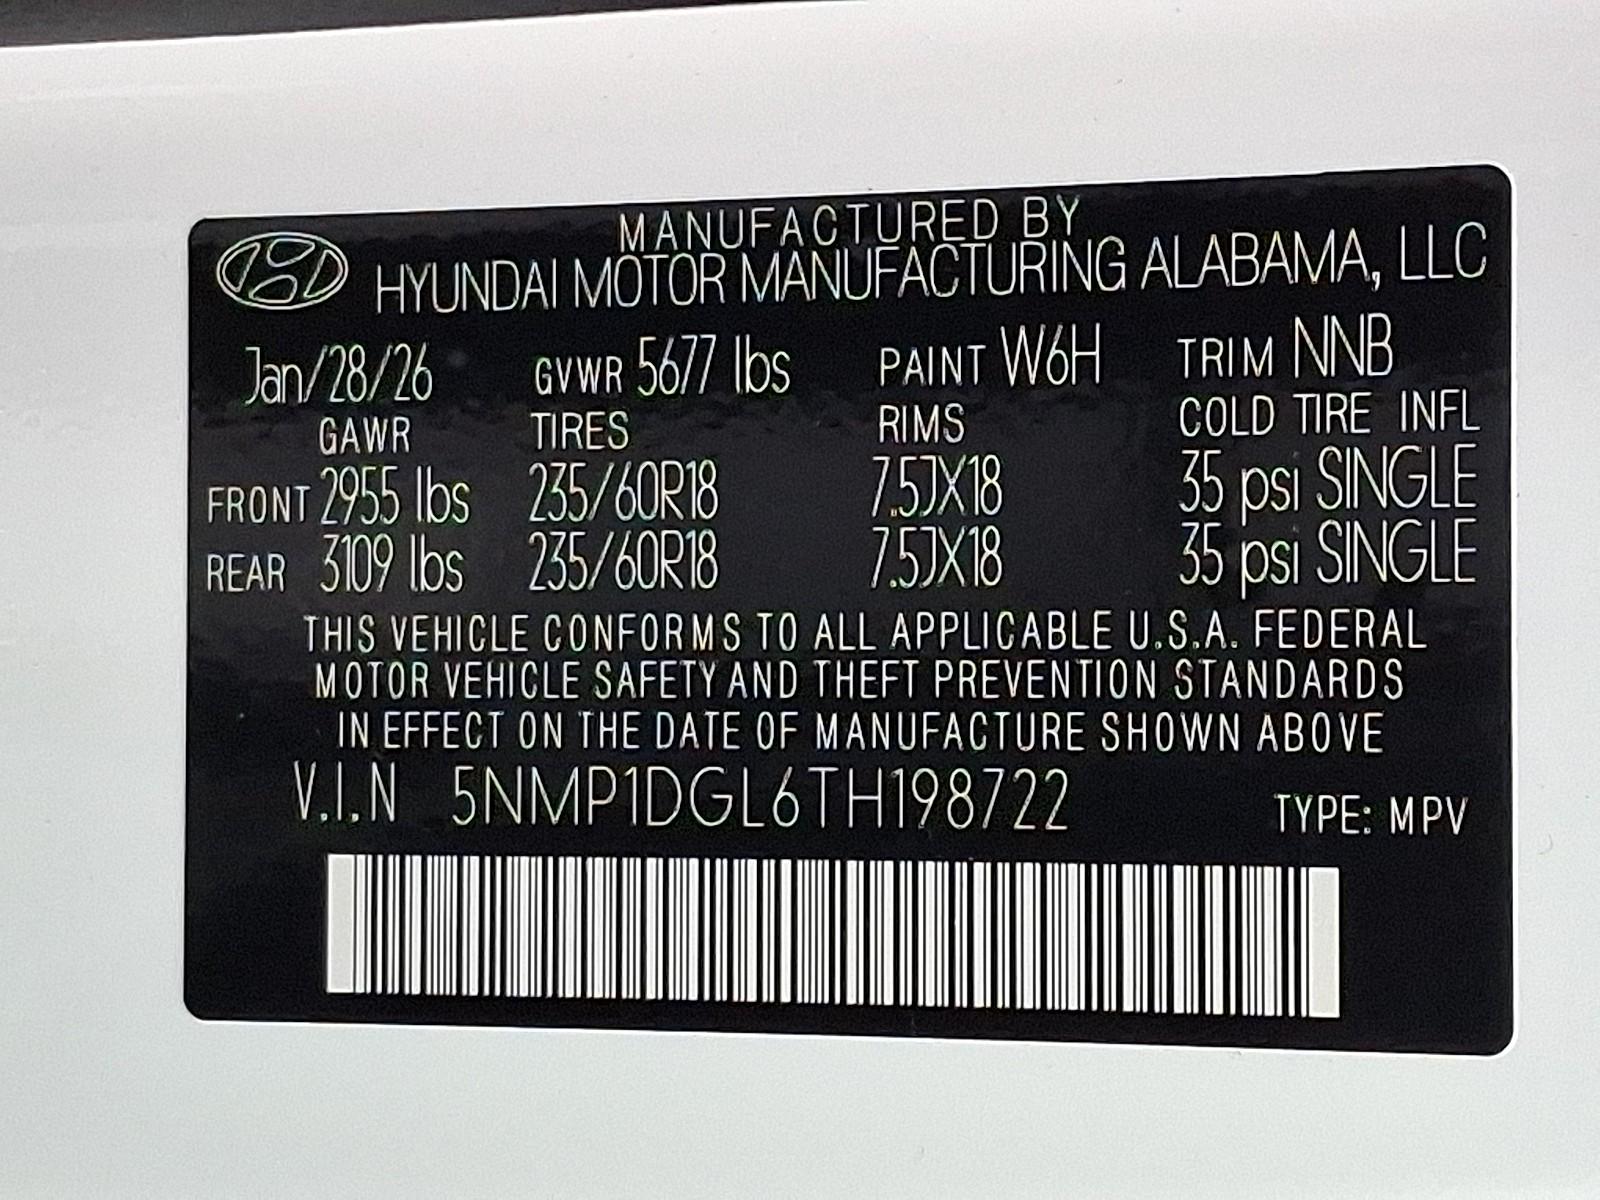 MANUFACTURED BY
HYUNDAI MOTOR MANUFACTURING ALABAMA, LLC
Jan/28/26 GVWR 5677 lbs PAINT W6H TRIM NNB
GAWR TIRES RIMS COLD TIRE INFL
FRONT 2955 lbs 235/60R18 7.5JX18 35 psi SINGLE
REAR 3109 lbs 235/60R18 7.5JX18 35 psi SINGLE
THIS VEHICLE CONFORMS TO ALL APPLICABLE U.S.A. FEDERAL
MOTOR VEHICLE SAFETY AND THEFT PREVENTION STANDARDS
IN EFFECT ON THE DATE OF MANUFACTURE SHOWN ABOVE
V.I.N 5NMP1DGL6TH198722 TYPE: MPV